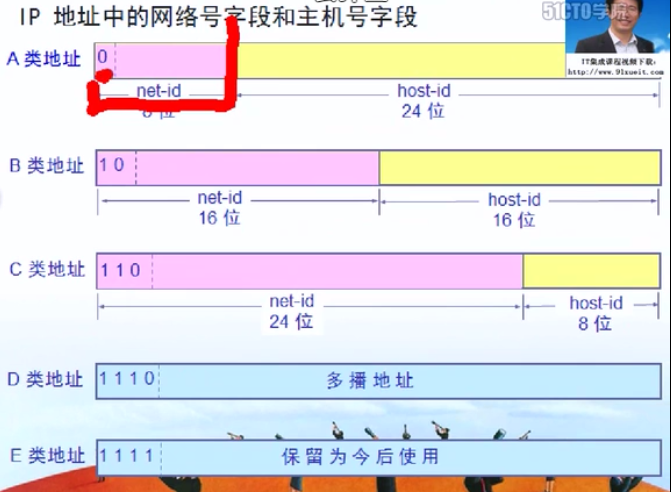 IP 地址中的网络号字段和主机号字段
51CTO学院
IT集成课程视频下载:
http://www.91xueit.com
A 类地址
0
net-id
8 位
host-id
24 位
B 类地址
1 0
net-id
16 位
host-id
16 位
C 类地址
1 1 0
net-id
24 位
host-id
8 位
D 类地址
1 1 1 0
多播地址
E 类地址
1 1 1 1
保留为今后使用